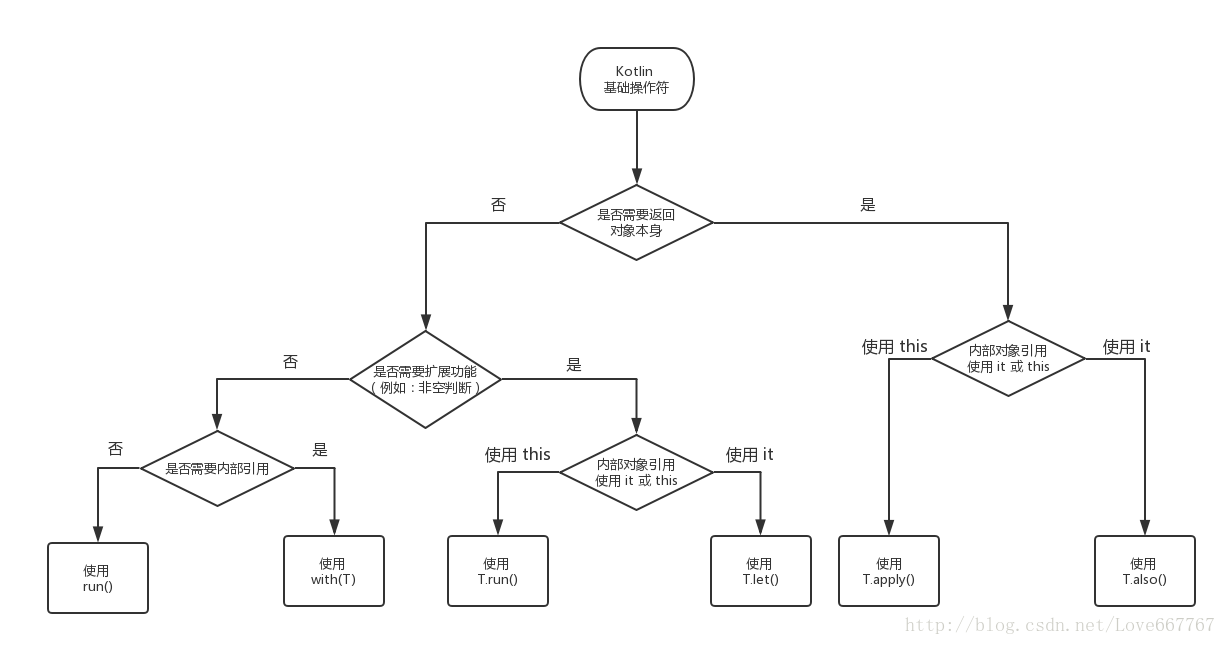 Kotlin
基础操作符
否
是
是否需要返回
对象本身
使用 this
内部对象引用
使用 it 或 this
使用 it
否
是否需要扩展功能
（例如：非空判断）
是
否
是否需要内部引用
是
使用 this
内部对象引用
使用 it 或 this
使用 it
使用
run()
使用
with(T)
使用
T.run()
使用
T.let()
使用
T.apply()
使用
T.also()
http://blog.csdn.net/Love667767